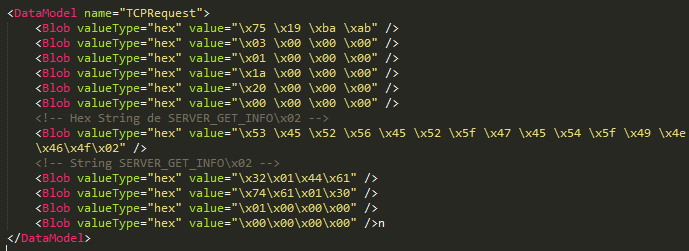 <DataModel name="TCPRequest">
<Blob valueType="hex" value="\x75 \x19 \xba \xab" />
<Blob valueType="hex" value="\x03 \x00 \x00 \x00" />
<Blob valueType="hex" value="\x01 \x00 \x00 \x00" />
<Blob valueType="hex" value="\x1a \x00 \x00 \x00" />
<Blob valueType="hex" value="\x20 \x00 \x00 \x00" />
<Blob valueType="hex" value="\x00 \x00 \x00 \x00" />
<!-- Hex String de SERVER_GET_INFO\x02 -->
<Blob valueType="hex" value="\x53 \x45 \x52 \x56 \x45 \x52 \x5f \x47 \x45 \x54 \x5f \x49 \x4e
\x46\x4f\x02" />
<!-- String SERVER_GET_INFO\x02 -->
<Blob valueType="hex" value="\x32\x01\x44\x61" />
<Blob valueType="hex" value="\x74\x61\x01\x30" />
<Blob valueType="hex" value="\x01\x00\x00\x00" />
<Blob valueType="hex" value="\x00\x00\x00\x00" />n
</DataModel>